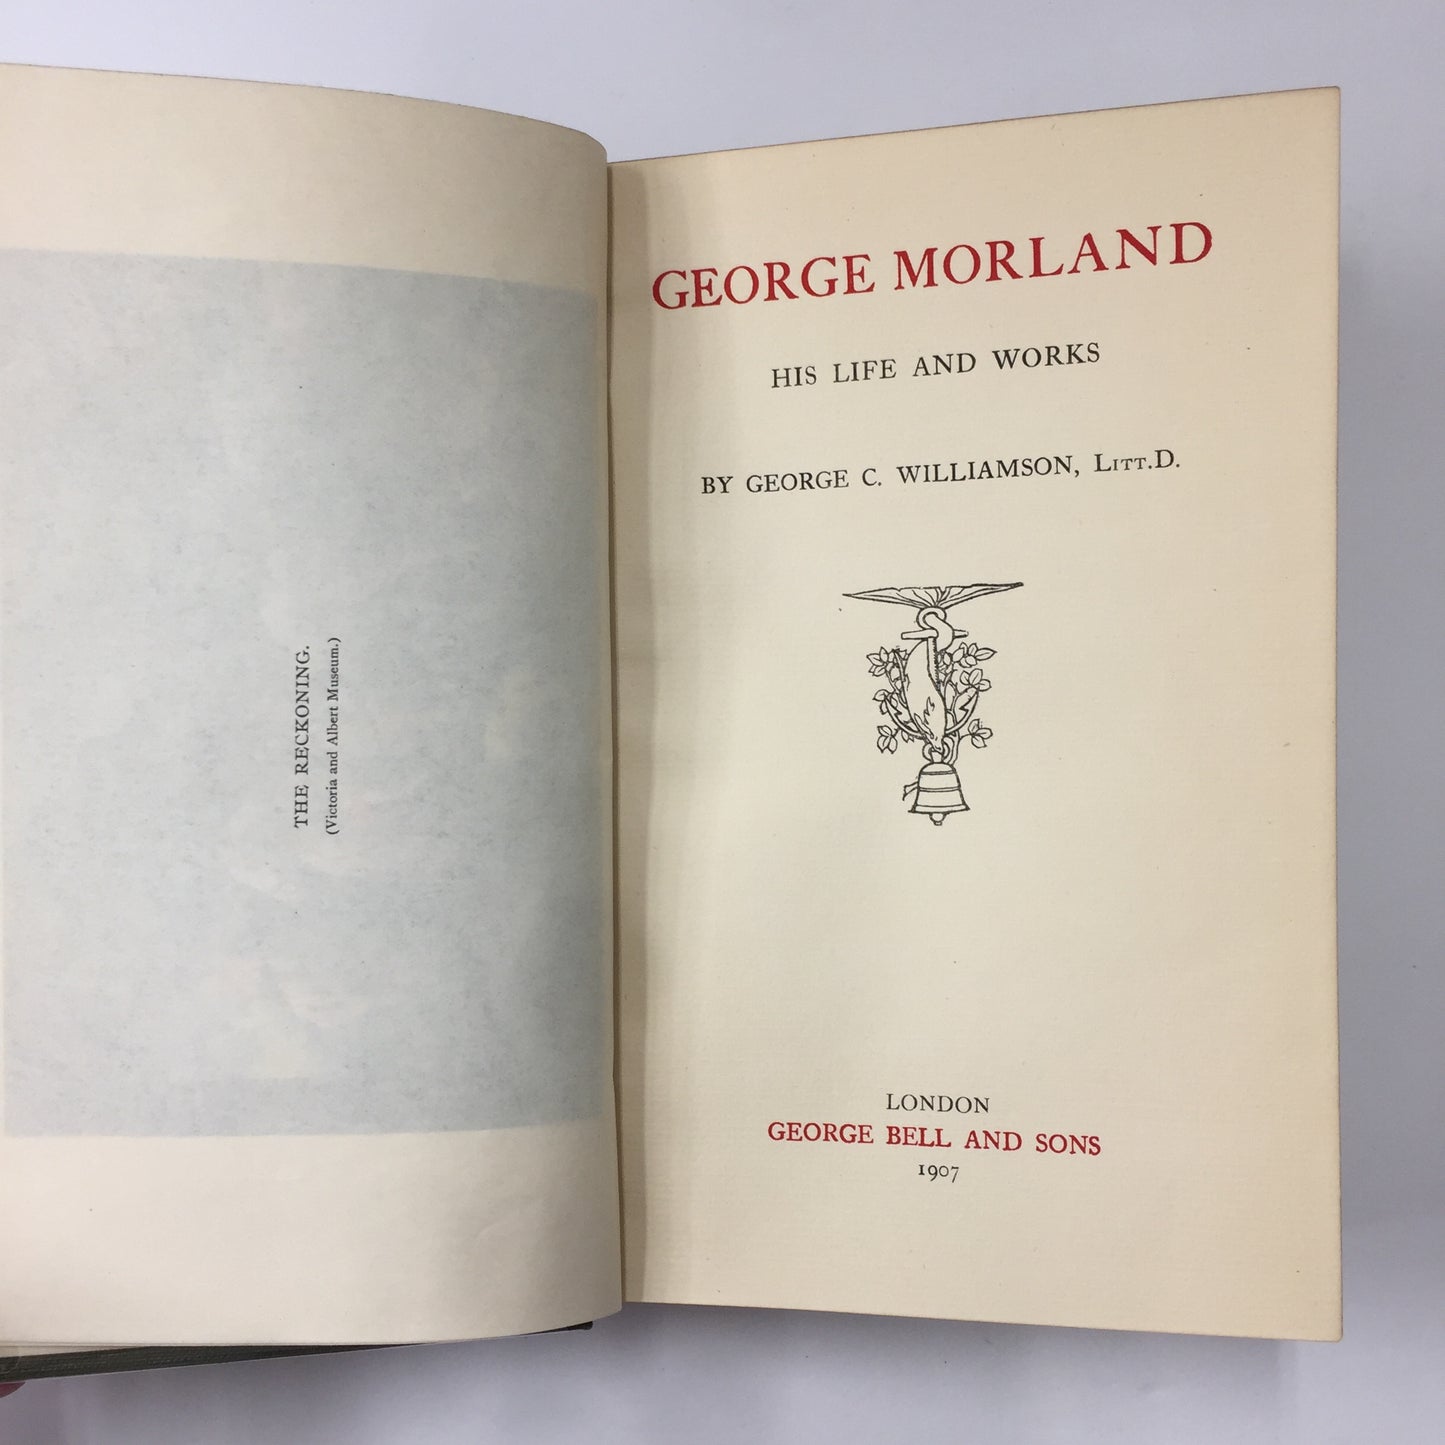 THE RECKONING.
(Victoria and Albert Museum.)
GEORGE MORLAND
HIS LIFE AND WORKS
BY GEORGE C. WILLIAMSON, LITT.D.
LONDON
GEORGE BELL AND SONS
1907